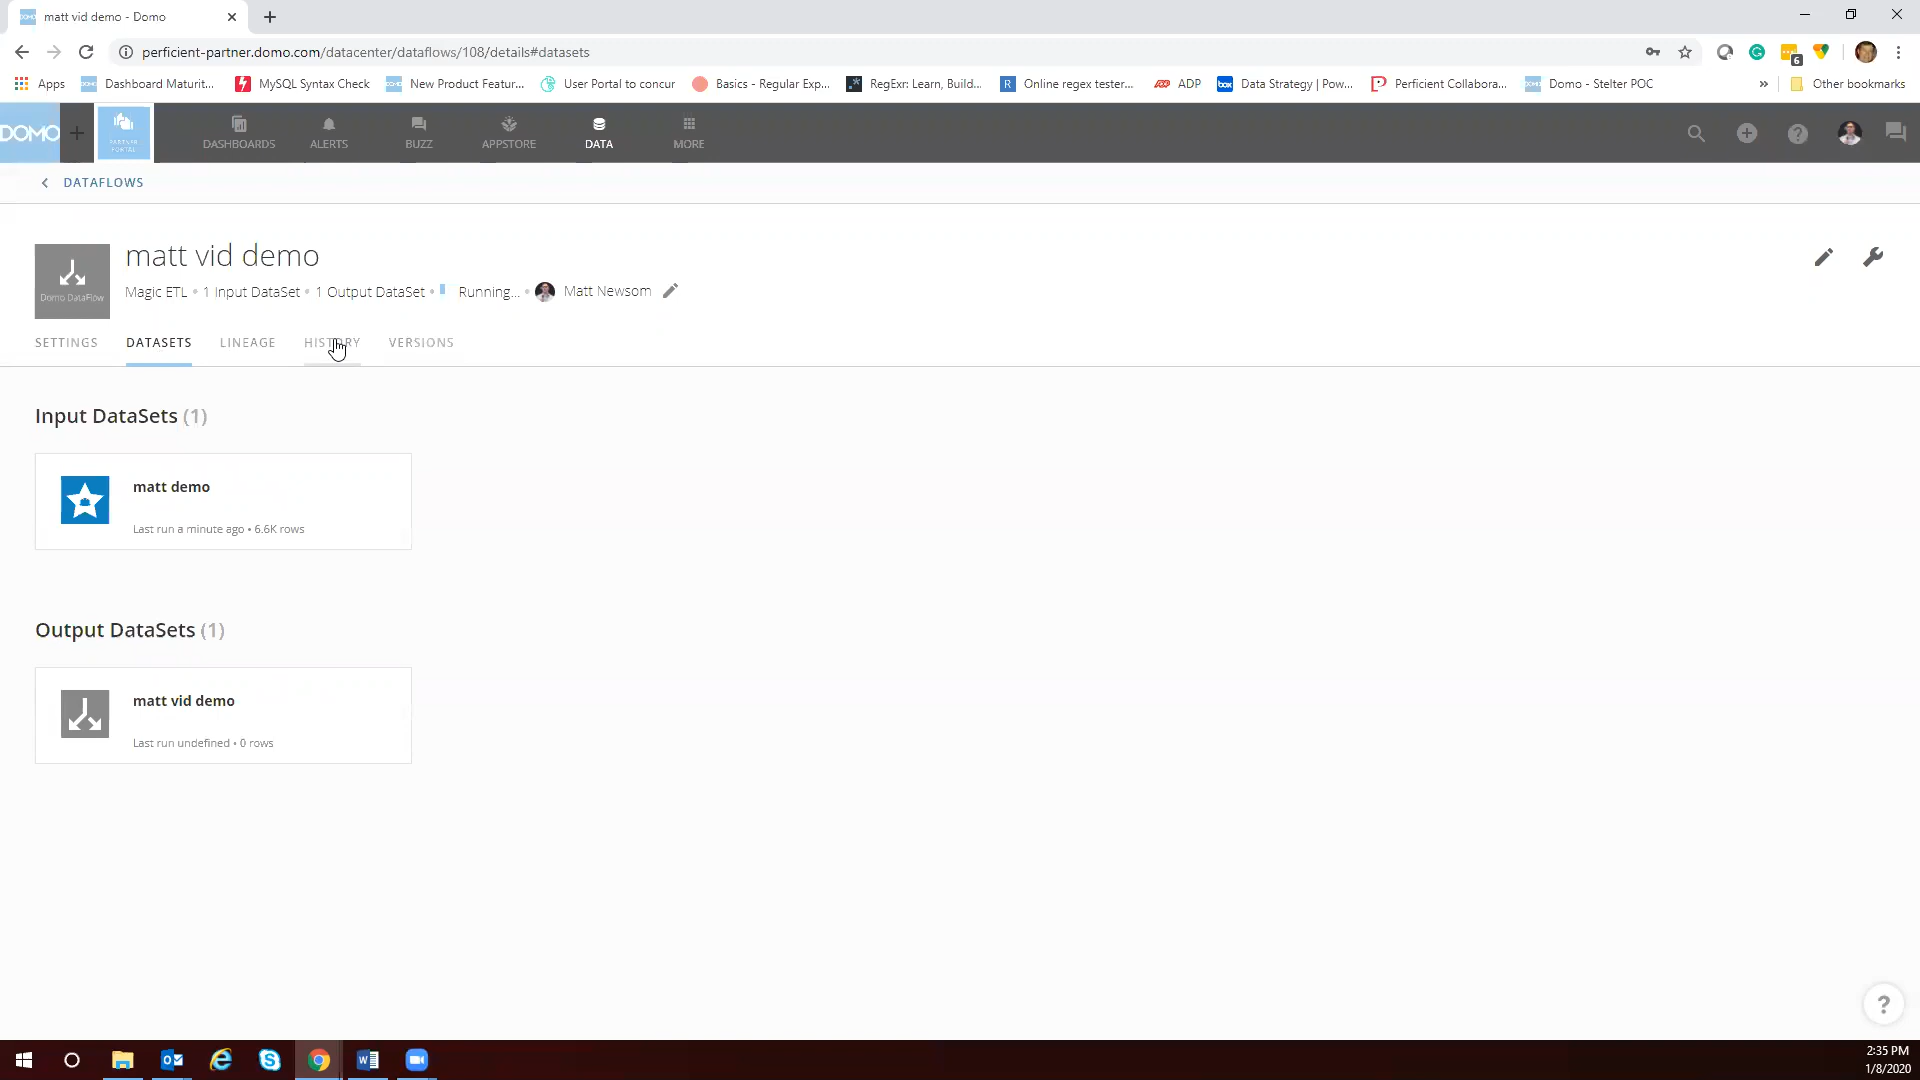 matt vid demo - Domo
perficient-partner.domo.com/datacenter/dataflows/108/details#datasets
6
Apps Dashboard Maturit... MySQL Syntax Check New Product Featur... User Portal to concur Basics - Regular Exp... RegExr: Learn, Build... Online regex tester... ADP Data Strategy | Pow... Perficient Collabora... Domo - Stelter POC » Other bookmarks
DOMO + PARTNER PORTAL DASHBOARDS ALERTS BUZZ APPSTORE DATA MORE
DATAFLOWS
matt vid demo
Domo DataFlow
Magic ETL • 1 Input DataSet • 1 Output DataSet • Running... • Matt Newsom
SETTINGS DATASETS LINEAGE HISTORY VERSIONS
Input DataSets (1)
matt demo
Last run a minute ago • 6.6K rows
Output DataSets (1)
matt vid demo
Last run undefined • 0 rows
?
2:35 PM
1/8/2020